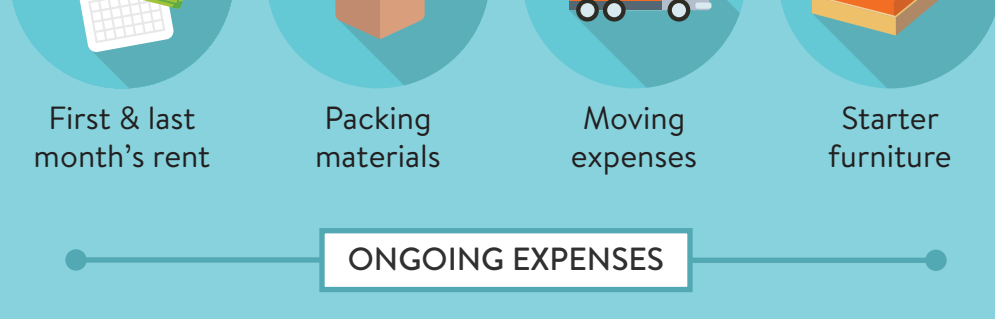 First & last
month’s rent
Packing
materials
Moving
expenses
Starter
furniture
ONGOING EXPENSES